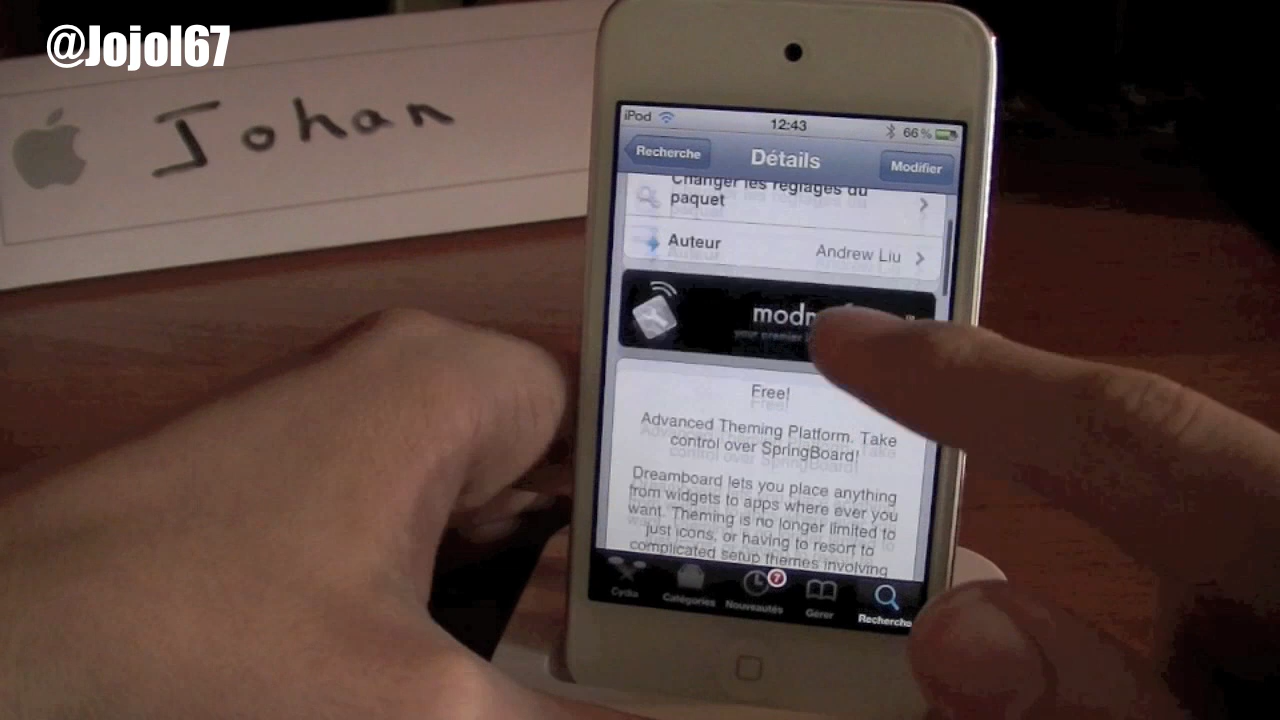 @Jojol67
Johan
iPod
12:43
66 %
Recherche
Détails
Modifier
Changer les réglages du
paquet
Auteur
Andrew Liu
your premier
Free!
Advanced Theming Platform. Take
control over SpringBoard!
Dreamboard lets you place anything
from widgets to apps where ever you
want. Theming is no longer limited to
just icons, or having to resort to
complicated setup themes involving
Cydia
Catégories
Nouveautés
7
Gérer
Recherche